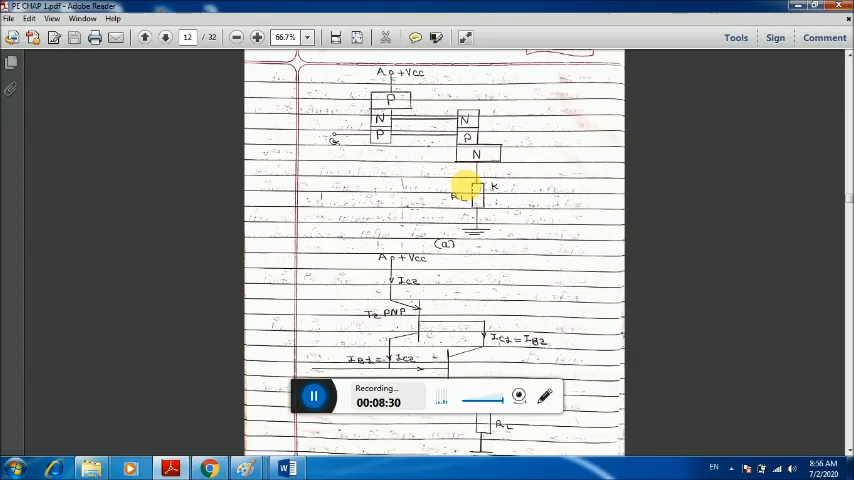 PE CHAP 1.pdf - Adobe Reader
File Edit View Window Help
12 / 32 66.7% Tools Sign Comment
A +Vcc
P
N N
P P
G
N
K
RL
(a)
A +Vcc
Ic2
T2 PNP
Ic1 = IB2
IB1 = Ic2
Recording...
00:08:30
RL
EN 8:56 AM
7/2/2020